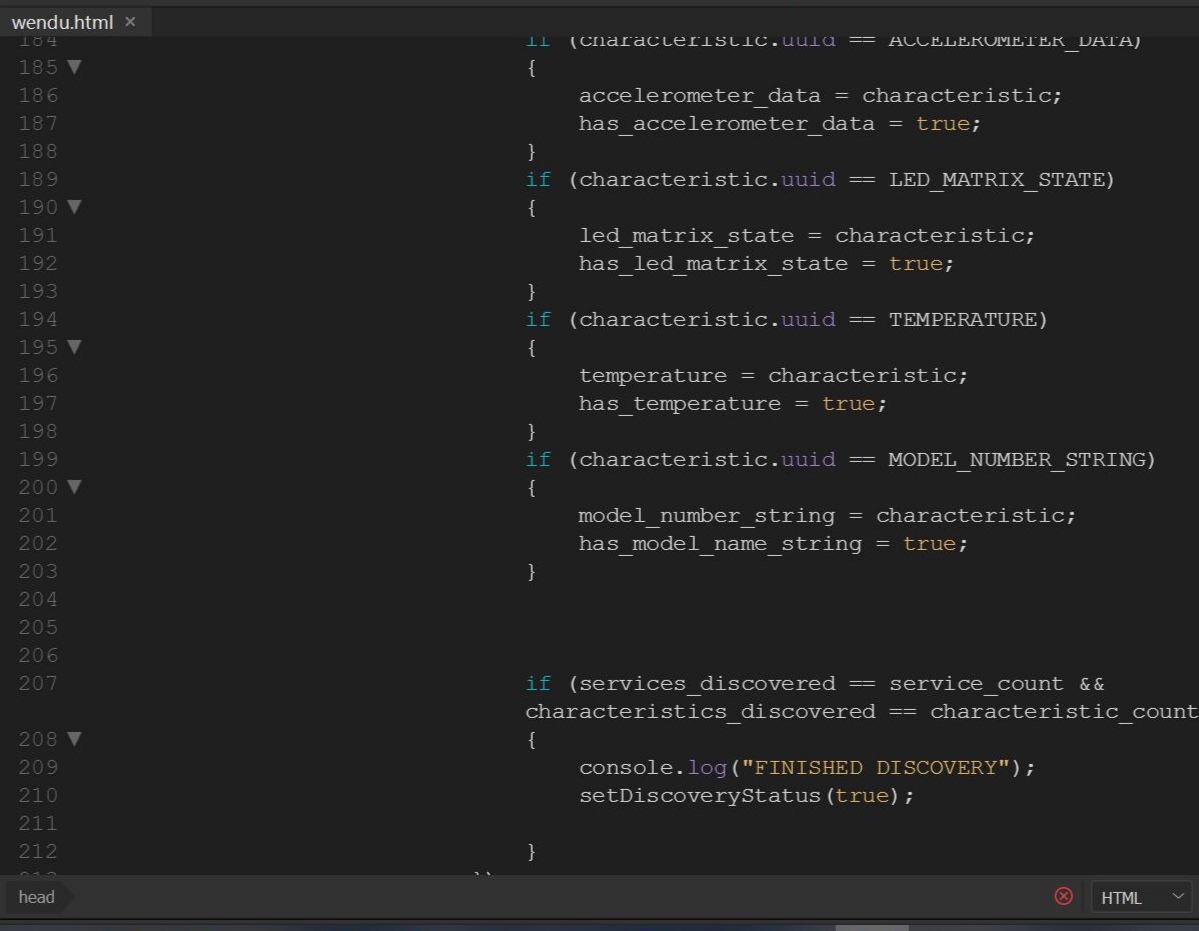 wendu.html ×
184 if (characteristic.uuid == ACCELEROMETER_DATA)
185 {
186 accelerometer_data = characteristic;
187 has_accelerometer_data = true;
188 }
189 if (characteristic.uuid == LED_MATRIX_STATE)
190 {
191 led_matrix_state = characteristic;
192 has_led_matrix_state = true;
193 }
194 if (characteristic.uuid == TEMPERATURE)
195 {
196 temperature = characteristic;
197 has_temperature = true;
198 }
199 if (characteristic.uuid == MODEL_NUMBER_STRING)
200 {
201 model_number_string = characteristic;
202 has_model_name_string = true;
203 }
204
205
206
207 if (services_discovered == service_count &&
characteristics_discovered == characteristic_count
208 {
209 console.log("FINISHED DISCOVERY");
210 setDiscoveryStatus(true);
211
212 }
head
HTML